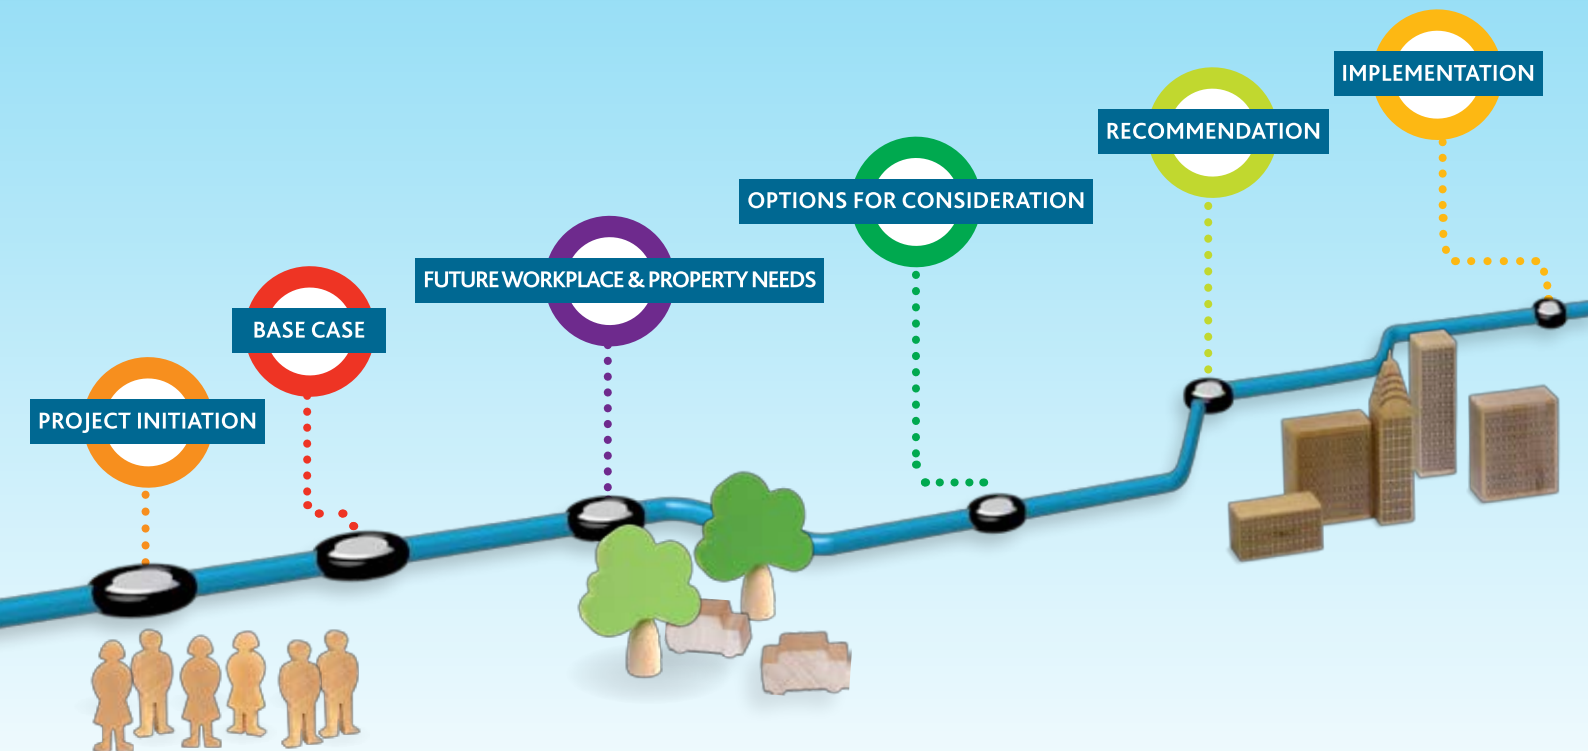 PROJECT INITIATION
BASE CASE
FUTURE WORKPLACE & PROPERTY NEEDS
OPTIONS FOR CONSIDERATION
RECOMMENDATION
IMPLEMENTATION